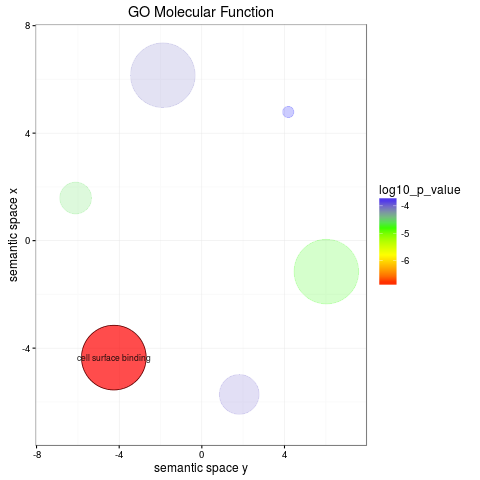 GO Molecular Function
8
4
0
-4
semantic space x
cell surface binding
-8
-4
0
4
semantic space y
log10_p_value
-4
-5
-6